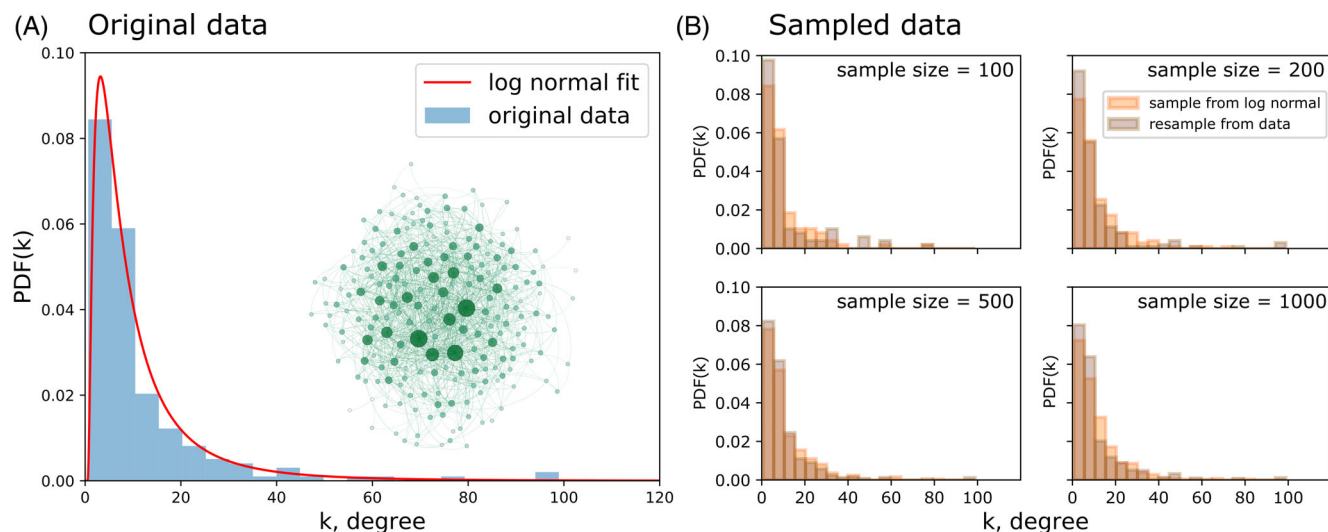 (A) Original data
0.10
0.08
0.06
0.04
0.02
0.00
PDF(k)
log normal fit
original data
0 20 40 60 80 100 120
k, degree
(B) Sampled data
0.10
0.08
0.06
0.04
0.02
0.00
PDF(k)
sample size = 100
PDF(k)
sample size = 200
sample from log normal
resample from data
0.10
0.08
0.06
0.04
0.02
0.00
PDF(k)
sample size = 500
0 20 40 60 80 100
PDF(k)
sample size = 1000
0 20 40 60 80 100
k, degree